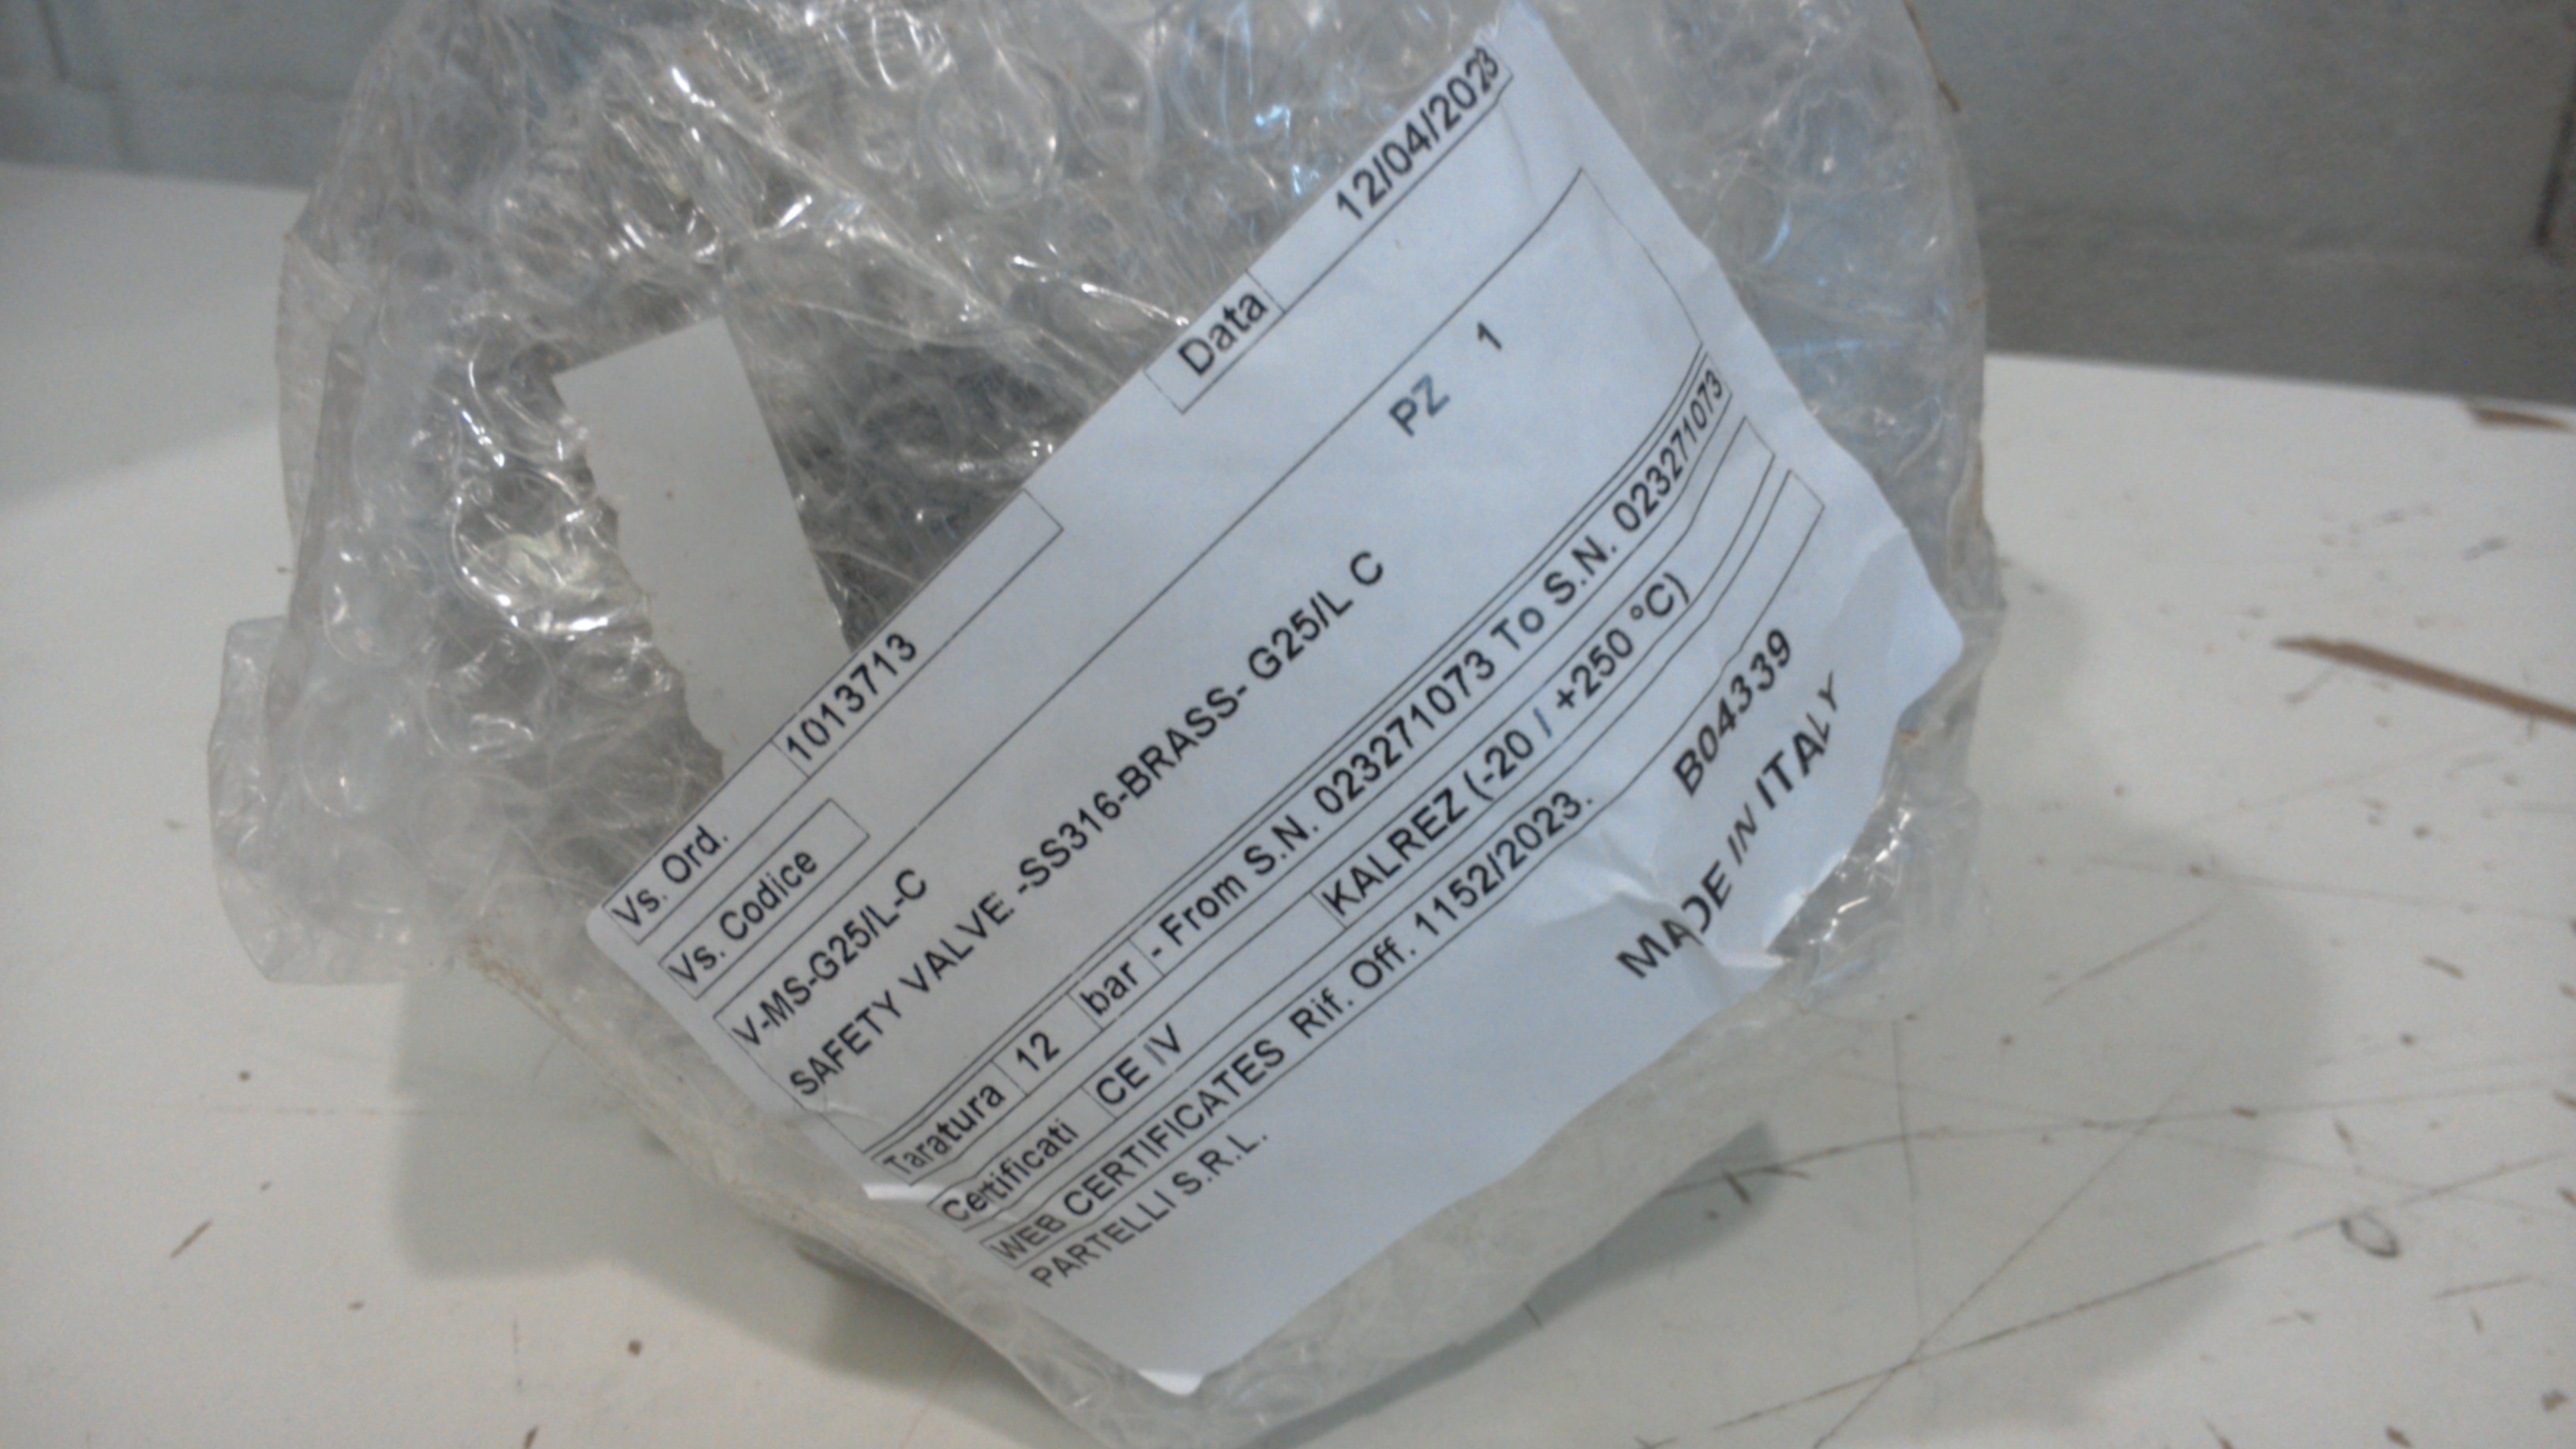 Vs. Ord. 1013713 Data 12/04/2023
Vs. Codice
V-MS-G25/L-C PZ 1
SAFETY VALVE -SS316-BRASS- G25/L C
Taratura 12 bar - From S.N. 023271073 To S.N. 023271073
Certificati CE IV KALREZ (-20 / +250 °C)
WEB CERTIFICATES Rif. Off. 1152/2023.
PARTELLI S.R.L. B04339
MADE IN ITALY